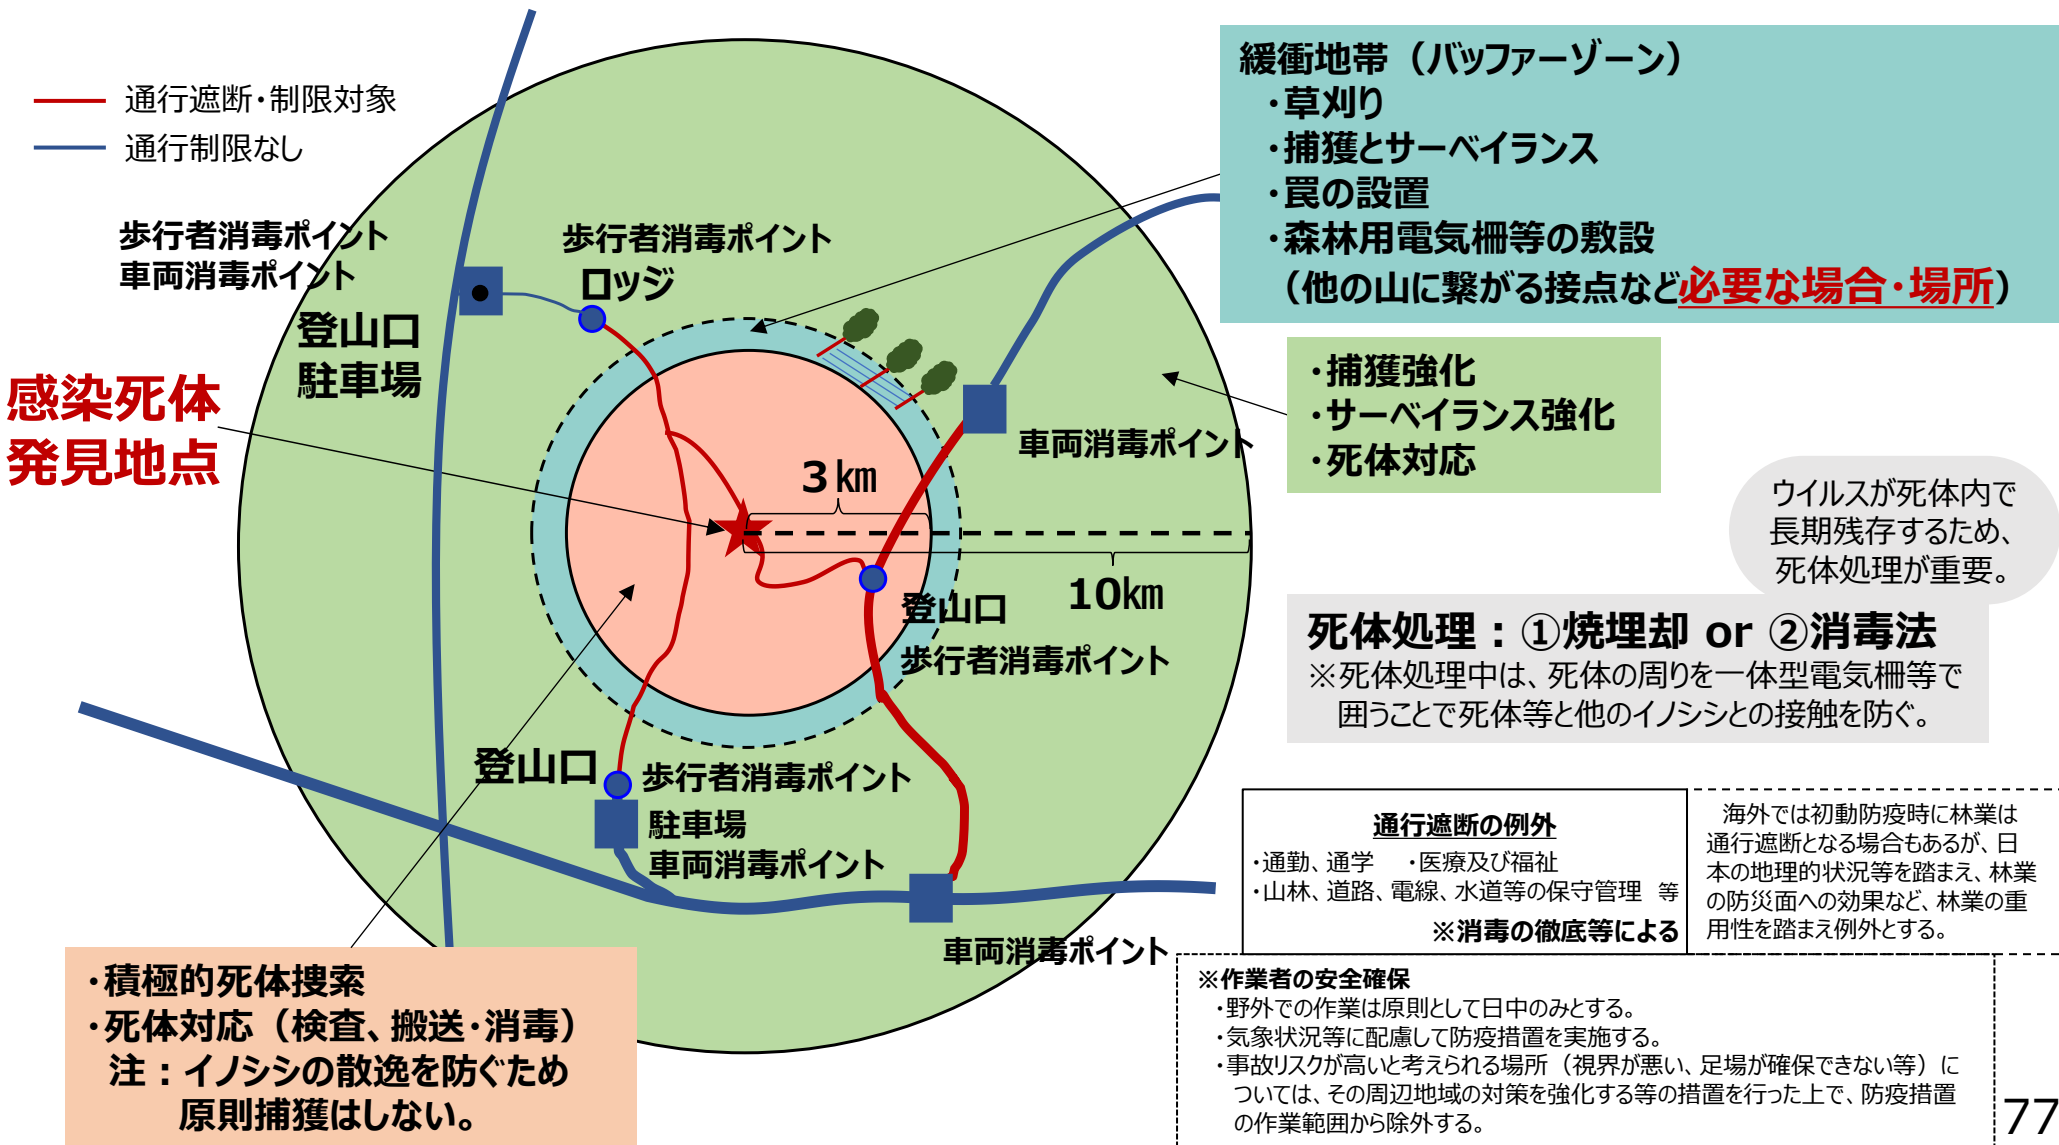 通行遮断・制限対象
通行制限なし
緩衝地帯（バッファーゾーン）
・草刈り
・捕獲とサーベイランス
・罠の設置
・森林用電気柵等の敷設
（他の山に繋がる接点など必要な場合・場所）
歩行者消毒ポイント
車両消毒ポイント
登山口
駐車場
歩行者消毒ポイント
ロッジ
感染死体
発見地点
車両消毒ポイント
・捕獲強化
・サーベイランス強化
・死体対応
3㎞
10㎞
登山口
歩行者消毒ポイント
ウイルスが死体内で
長期残存するため、
死体処理が重要。
死体処理：①焼埋却 or ②消毒法
※死体処理中は、死体の周りを一体型電気柵等で
囲うことで死体等と他のイノシシとの接触を防ぐ。
登山口
歩行者消毒ポイント
駐車場
車両消毒ポイント
車両消毒ポイント
通行遮断の例外
・通勤、通学　・医療及び福祉
・山林、道路、電線、水道等の保守管理　等
※消毒の徹底等による
海外では初動防疫時に林業は
通行遮断となる場合もあるが、日
本の地理的状況等を踏まえ、林業
の防災面への効果など、林業の重
用性を踏まえ例外とする。
・積極的死体捜索
・死体対応（検査、搬送・消毒）
注：イノシシの散逸を防ぐため
原則捕獲はしない。
※作業者の安全確保
・野外での作業は原則として日中のみとする。
・気象状況等に配慮して防疫措置を実施する。
・事故リスクが高いと考えられる場所（視界が悪い、足場が確保できない等）に
ついては、その周辺地域の対策を強化する等の措置を行った上で、防疫措置
の作業範囲から除外する。
77